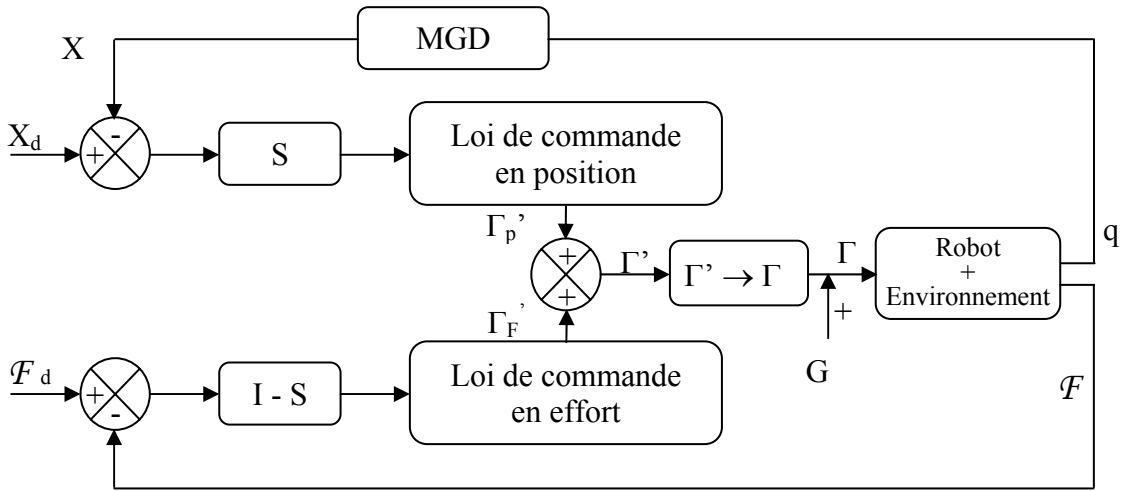 MGD
X
X_d
-
+
S
Loi de commande
en position
Γ_p’
+
+
Γ’
Γ’ → Γ
Γ
+
G
Robot
+
Environnement
q
Γ_F’
ℱ_d
+
-
I - S
Loi de commande
en effort
ℱ